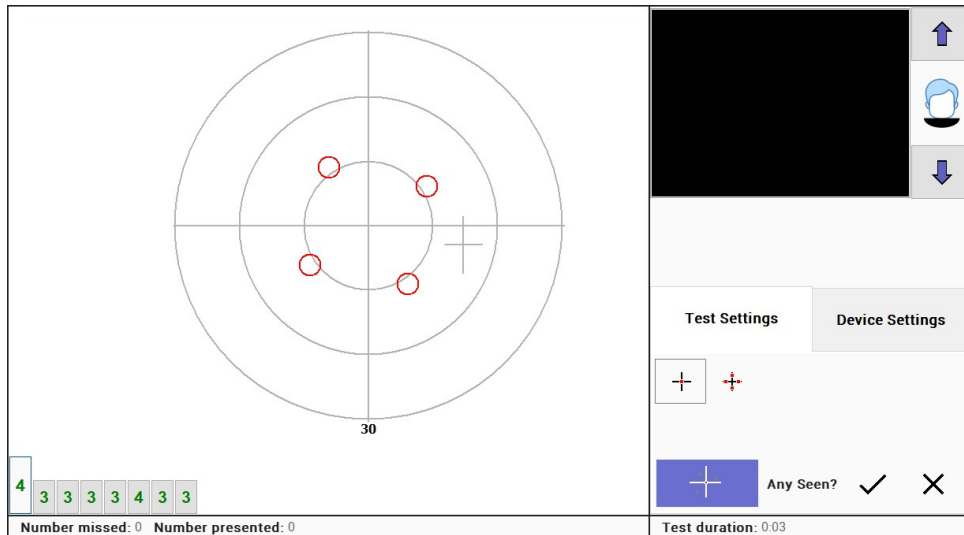 Test Settings
Device Settings
30
Any Seen?
4 3 3 3 3 4 3 3
Number missed: 0 Number presented: 0
Test duration: 0:03